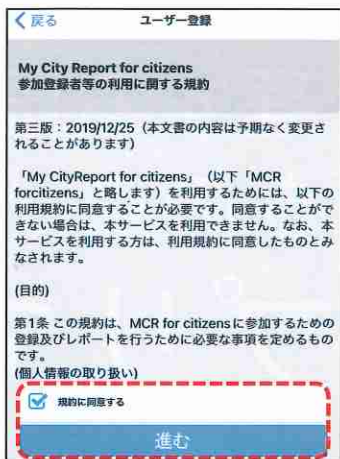 戻る
ユーザー登録
My City Report for citizens
参加登録者等の利用に関する規約
第三版：2019/12/25（本文書の内容は予期なく変更さ
れることがあります）
「My CityReport for citizens」（以下「MCR
forcitizens」と略します）を利用するためには、以下の
利用規約に同意することが必要です。同意することがで
きない場合は、本サービスを利用できません。なお、本
サービスを利用する方は、利用規約に同意したものとみ
なされます。
(目的)
第1条 この規約は、MCR for citizensに参加するための
登録及びレポートを行うために必要な事項を定めるもの
です。
(個人情報の取り扱い)
規約に同意する
進む